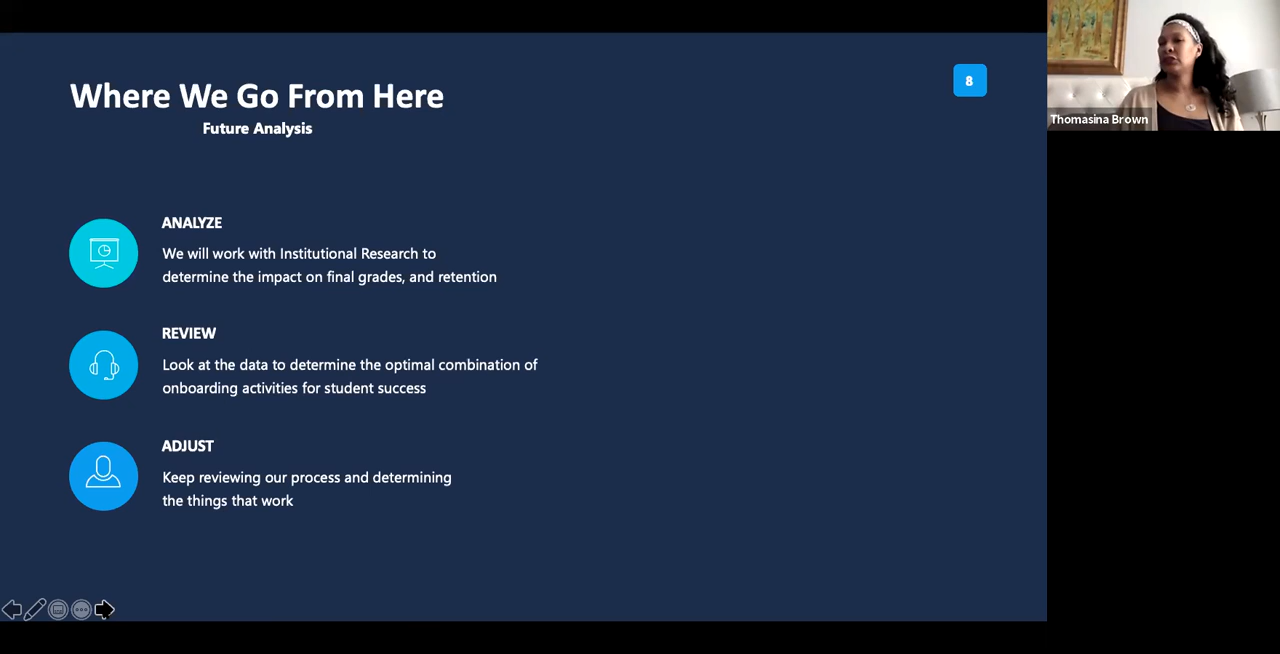 Where We Go From Here
Future Analysis
8
ANALYZE
We will work with Institutional Research to
determine the impact on final grades, and retention
REVIEW
Look at the data to determine the optimal combination of
onboarding activities for student success
ADJUST
Keep reviewing our process and determining
the things that work
Thomasina Brown